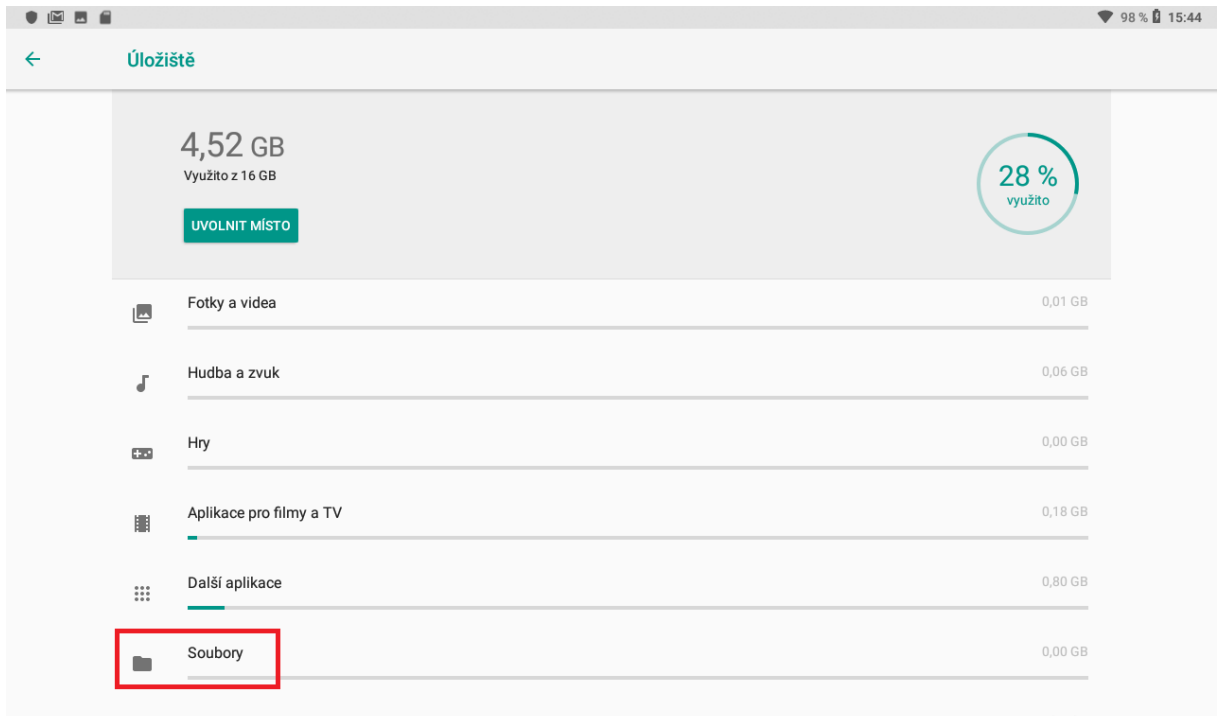 98 % 15:44
Úložiště
4,52 GB
Využito z 16 GB
28 %
využito
UVOLNIT MÍSTO
Fotky a videa 0,01 GB
Hudba a zvuk 0,06 GB
Hry 0,00 GB
Aplikace pro filmy a TV 0,18 GB
Další aplikace 0,80 GB
Soubory 0,00 GB